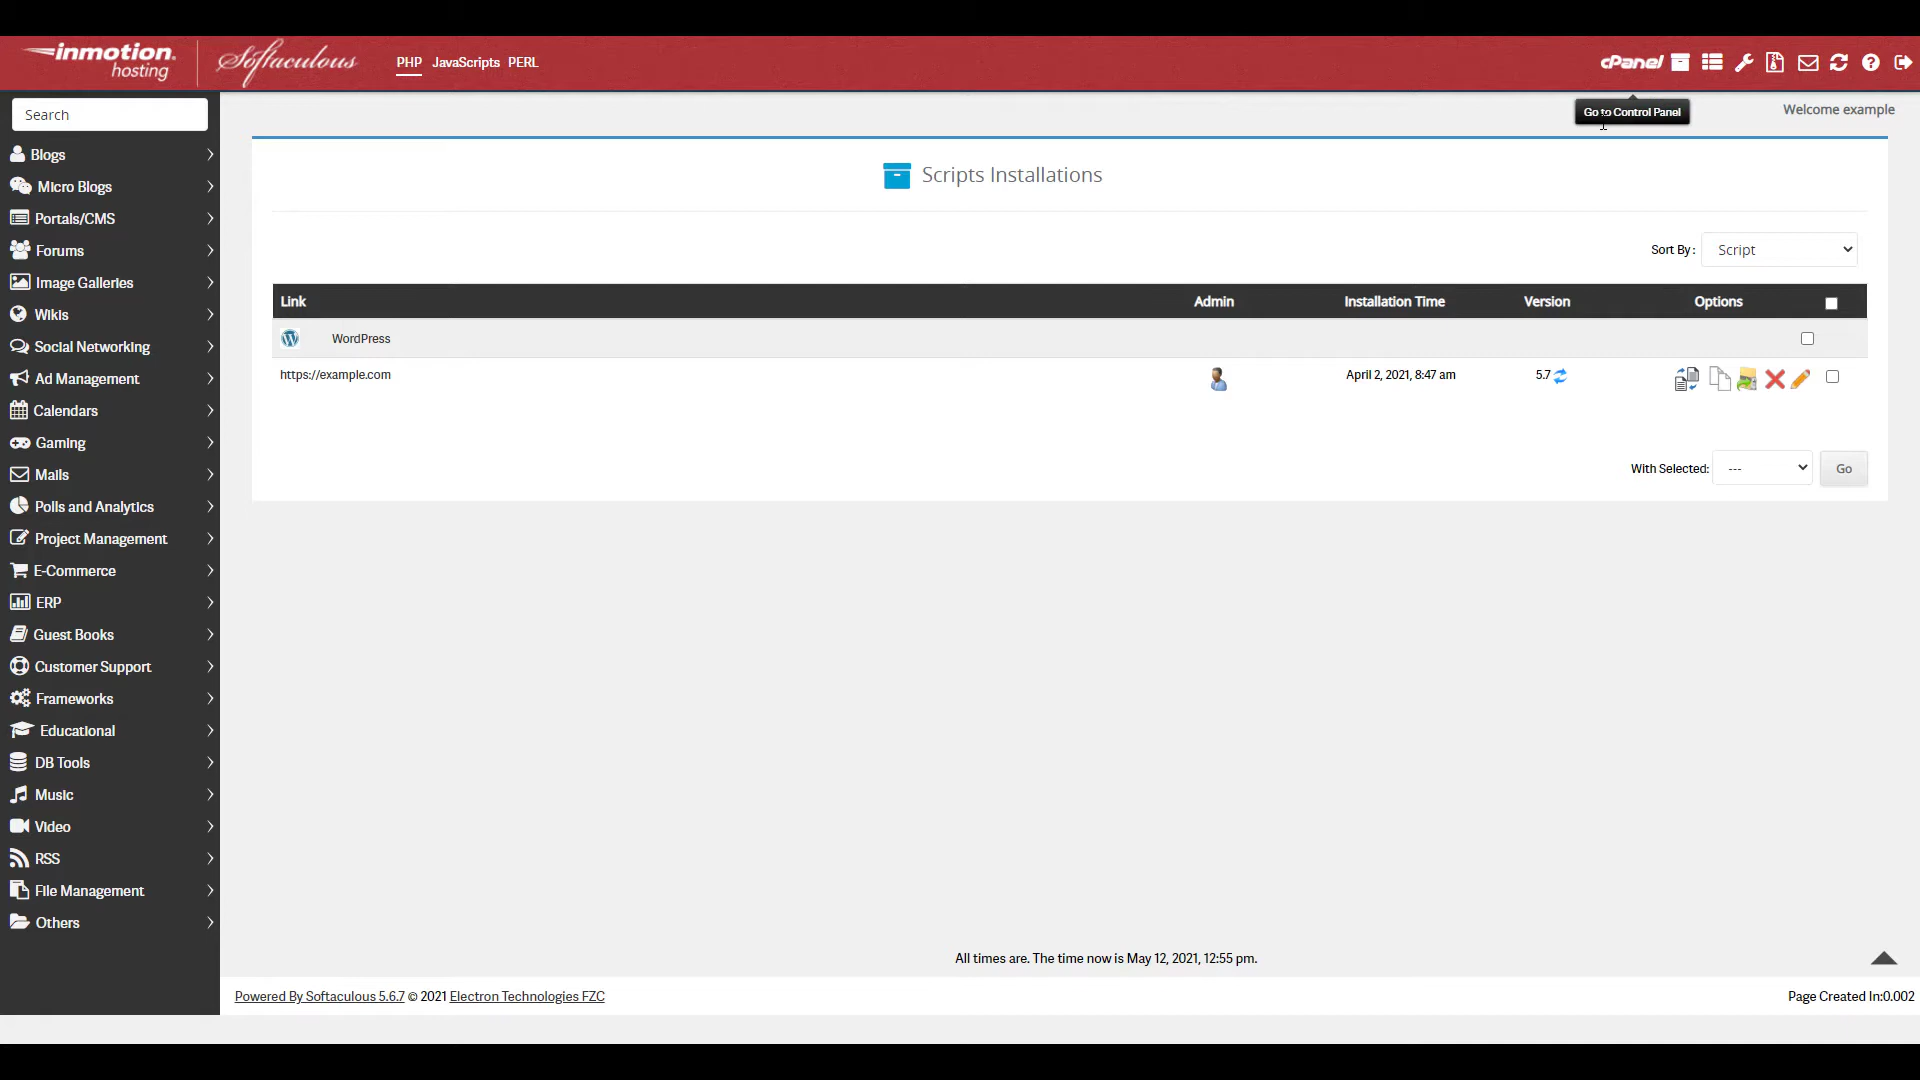 inmotion hosting
Softaculous
PHP JavaScripts PERL
cPanel
Search
Go to Control Panel
Welcome example
Blogs
Micro Blogs
Portals/CMS
Forums
Image Galleries
Wikis
Social Networking
Ad Management
Calendars
Gaming
Mails
Polls and Analytics
Project Management
E-Commerce
ERP
Guest Books
Customer Support
Frameworks
Educational
DB Tools
Music
Video
RSS
File Management
Others
Scripts Installations
Sort By : Script
Link Admin Installation Time Version Options
WordPress
https://example.com April 2, 2021, 8:47 am 5.7
With Selected: --- Go
All times are. The time now is May 12, 2021, 12:55 pm.
Powered By Softaculous 5.6.7 © 2021 Electron Technologies FZC
Page Created In:0.002